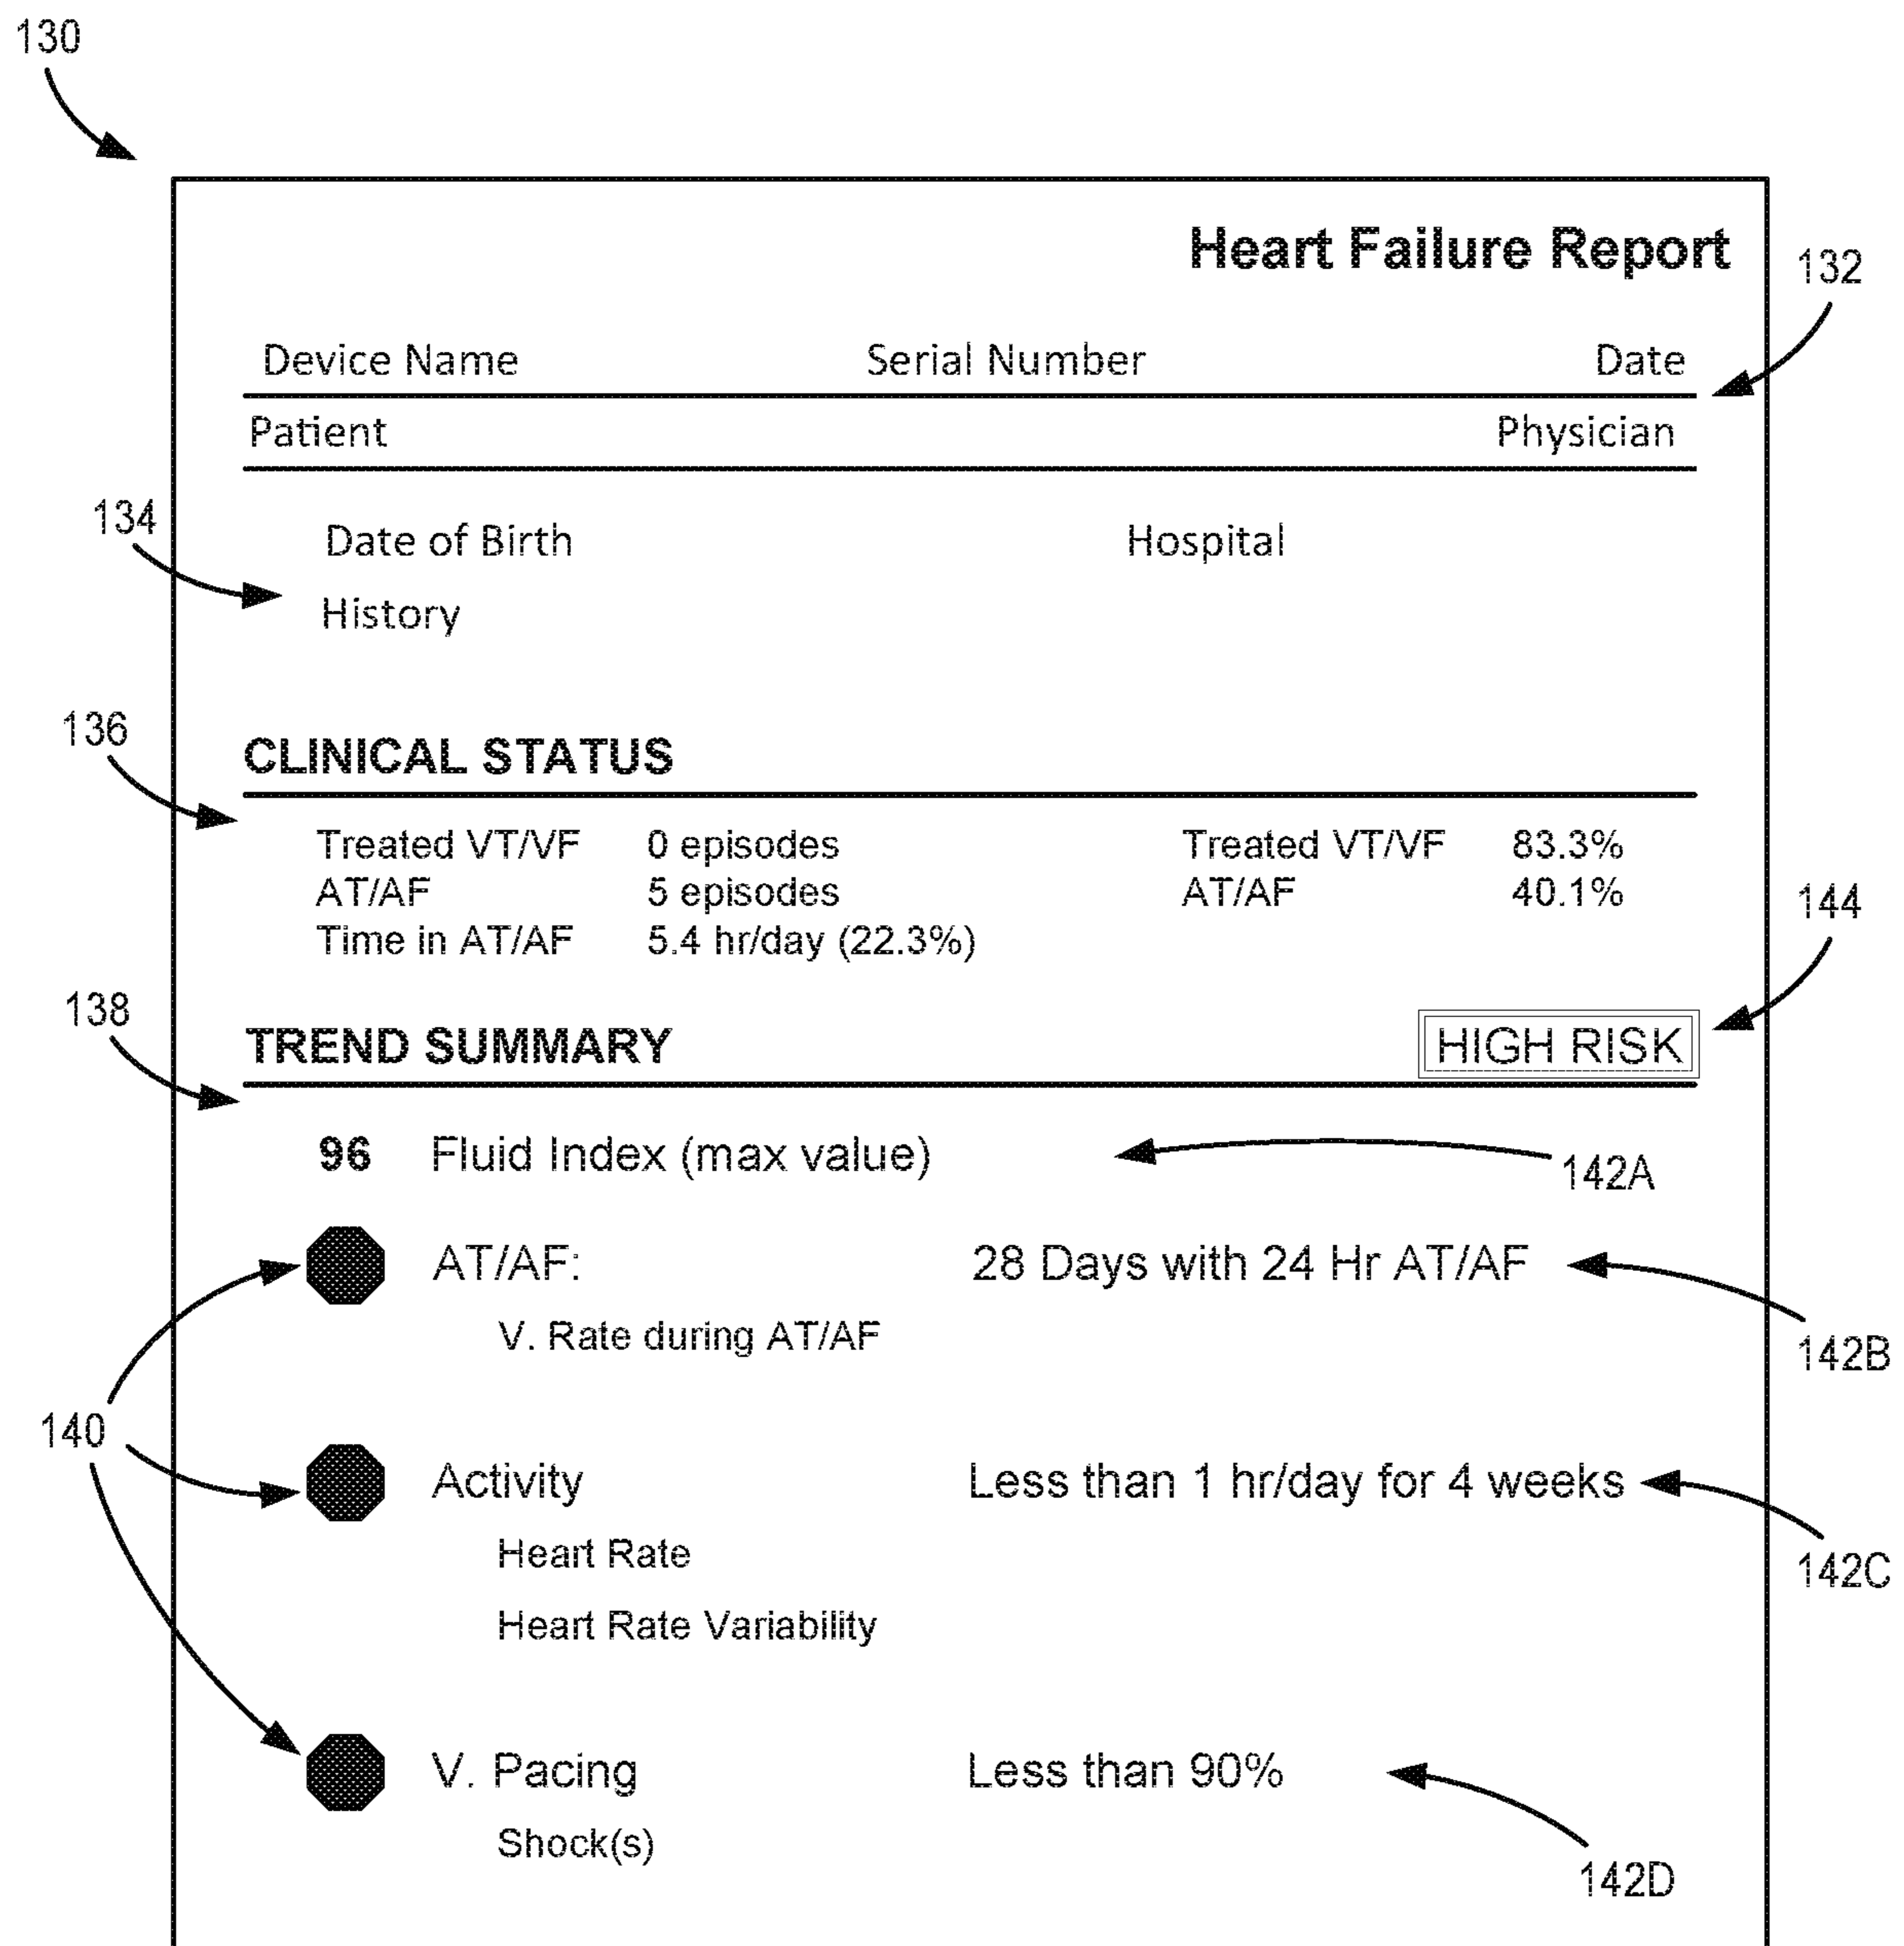 130
Heart Failure Report
132
Device Name Serial Number Date
Patient Physician
134
Date of Birth Hospital
History
136
CLINICAL STATUS
Treated VT/VF 0 episodes Treated VT/VF 83.3%
AT/AF 5 episodes AT/AF 40.1%
144
Time in AT/AF 5.4 hr/day (22.3%)
138
TREND SUMMARY HIGH RISK
96 Fluid Index (max value)
142A
AT/AF: 28 Days with 24 Hr AT/AF
V. Rate during AT/AF
142B
140
Activity Less than 1 hr/day for 4 weeks
Heart Rate
142C
Heart Rate Variability
V. Pacing Less than 90%
Shock(s)
142D